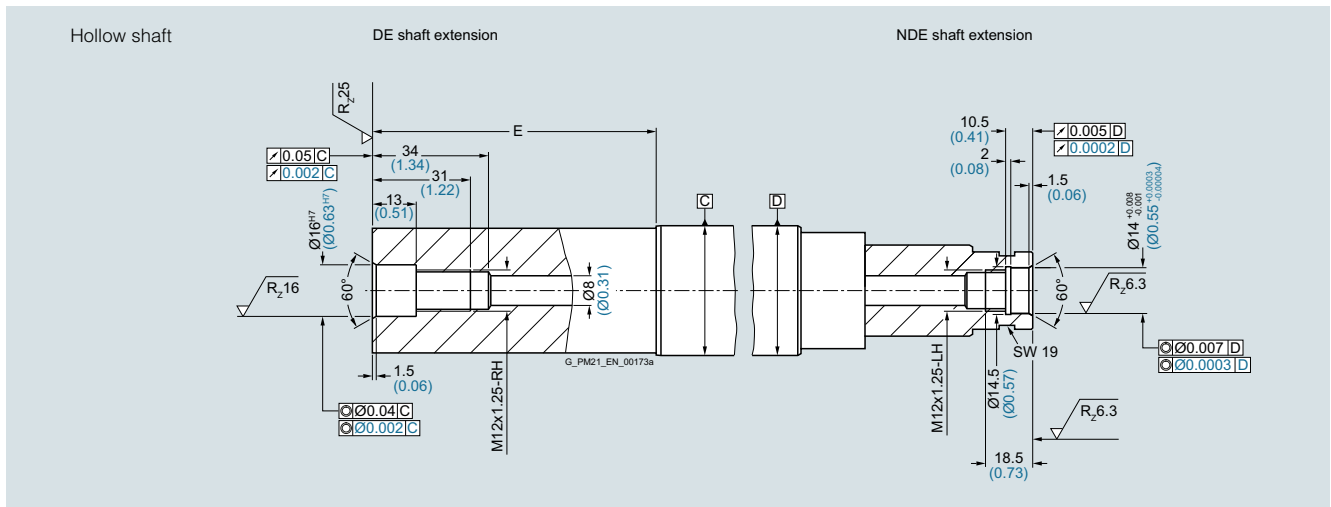 Hollow shaft
DE shaft extension
NDE shaft extension
Rz25
E
10.5
(0.41)
0.005 D
0.0002 D
0.05 C
0.002 C
34
(1.34)
2
(0.08)
31
(1.22)
1.5
(0.06)
13
(0.51)
C
D
Ø16H7
(Ø0.63H7)
Ø14 +0.008 -0.001
(Ø0.55 +0.0003 -0.00004)
Rz16
60°
Ø8
(Ø0.31)
60°
Rz6.3
SW 19
G_PM21_EN_00173a
Ø0.007 D
Ø0.0003 D
1.5
(0.06)
M12x1.25-RH
M12x1.25-LH
Ø14.5
(Ø0.57)
Ø0.04 C
Ø0.002 C
Rz6.3
18.5
(0.73)